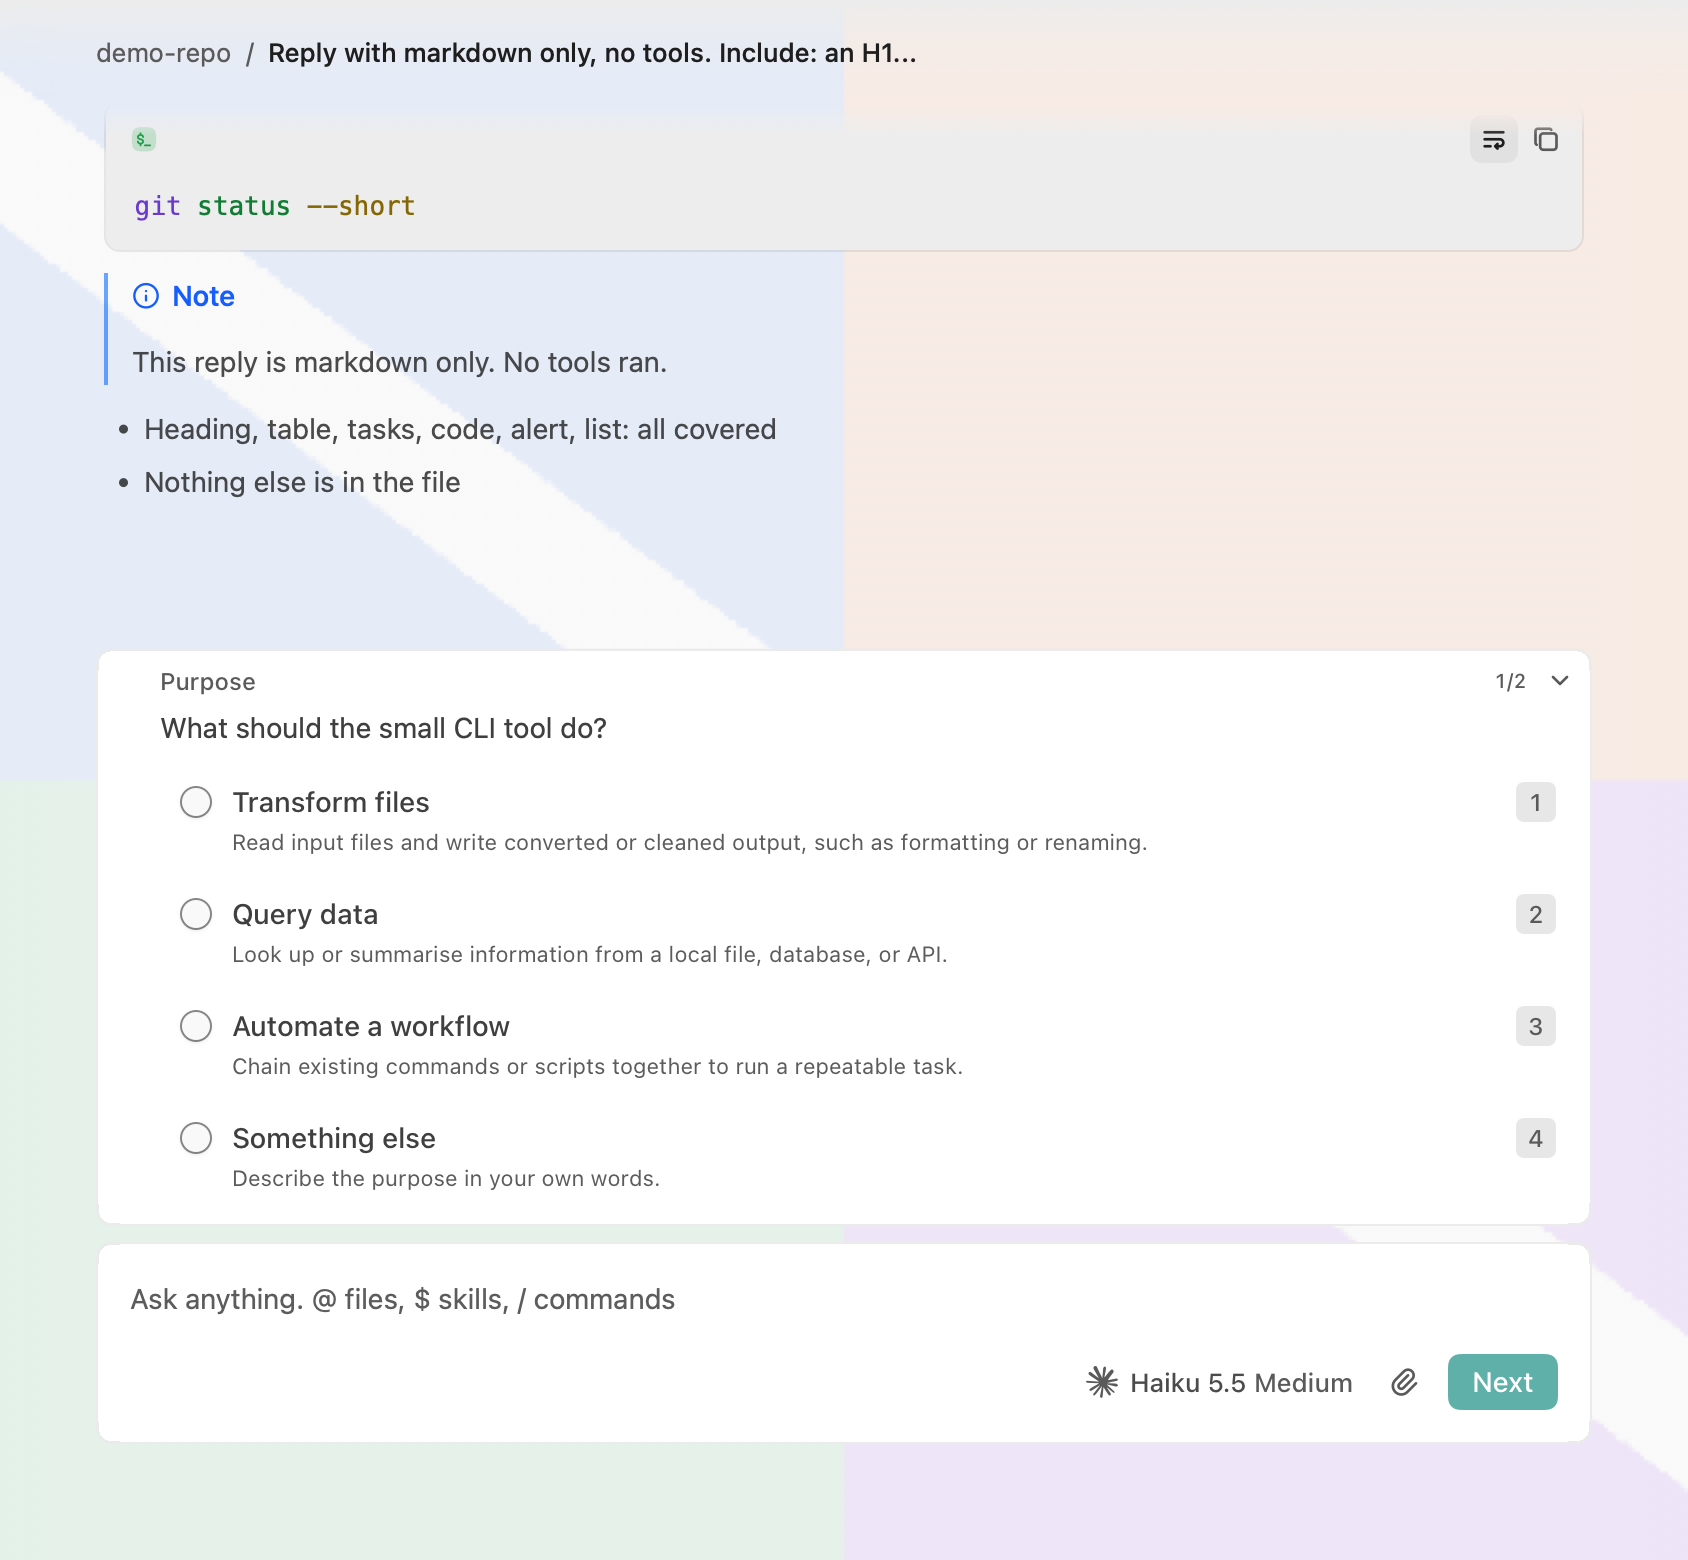 demo-repo / Reply with markdown only, no tools. Include: an H1...
$_
git status --short
Note
This reply is markdown only. No tools ran.
• Heading, table, tasks, code, alert, list: all covered
• Nothing else is in the file
Purpose 1/2
What should the small CLI tool do?
Transform files 1
Read input files and write converted or cleaned output, such as formatting or renaming.
Query data 2
Look up or summarise information from a local file, database, or API.
Automate a workflow 3
Chain existing commands or scripts together to run a repeatable task.
Something else 4
Describe the purpose in your own words.
Ask anything. @ files, $ skills, / commands
Haiku 5.5 Medium Next